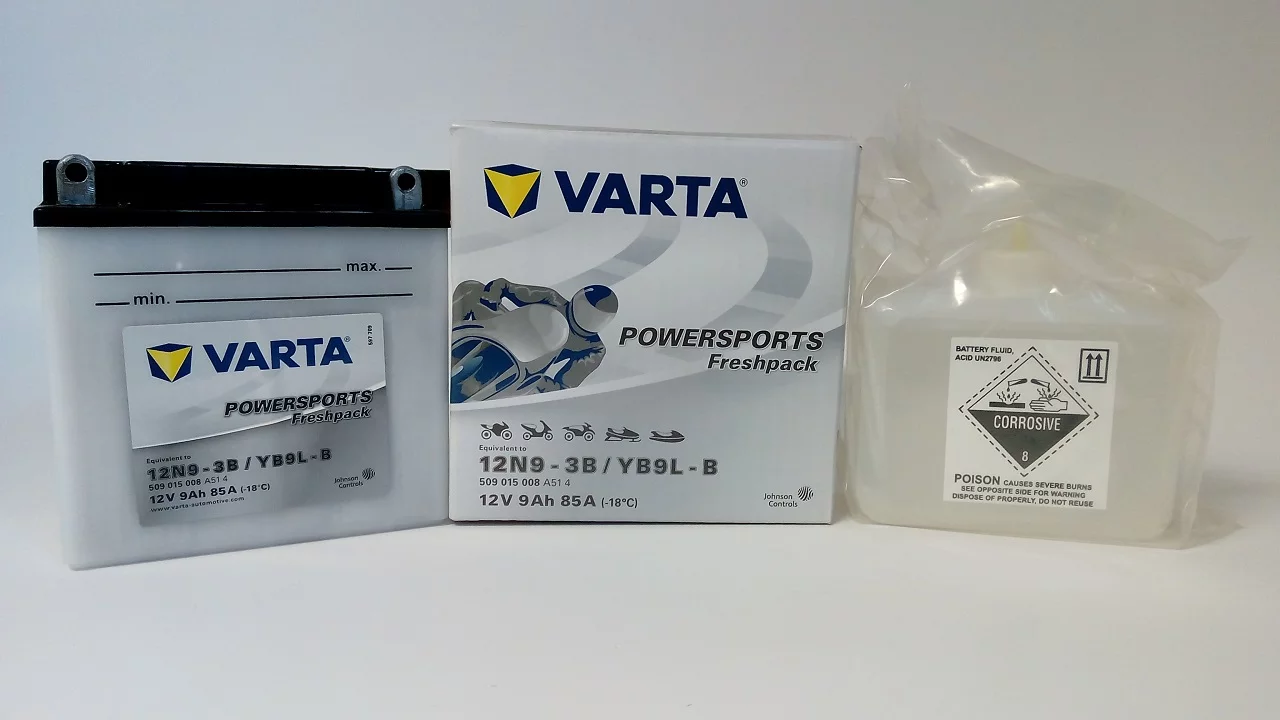 max.
min.
VARTA®
POWERSPORTS
Freshpack
Equivalent to
12N9 - 3B / YB9L - B
509 015 008 A51 4
12V 9Ah 85A (-18°C)
www.varta-automotive.com
Johnson
Controls
VARTA®
POWERSPORTS
Freshpack
Equivalent to
12N9 - 3B / YB9L - B
509 015 008 A51 4
12V 9Ah 85A (-18°C)
Johnson
Controls
BATTERY FLUID,
ACID UN2796
CORROSIVE
8
POISON CAUSES SEVERE BURNS
SEE OPPOSITE SIDE FOR WARNING
DISPOSE OF PROPERLY, DO NOT REUSE